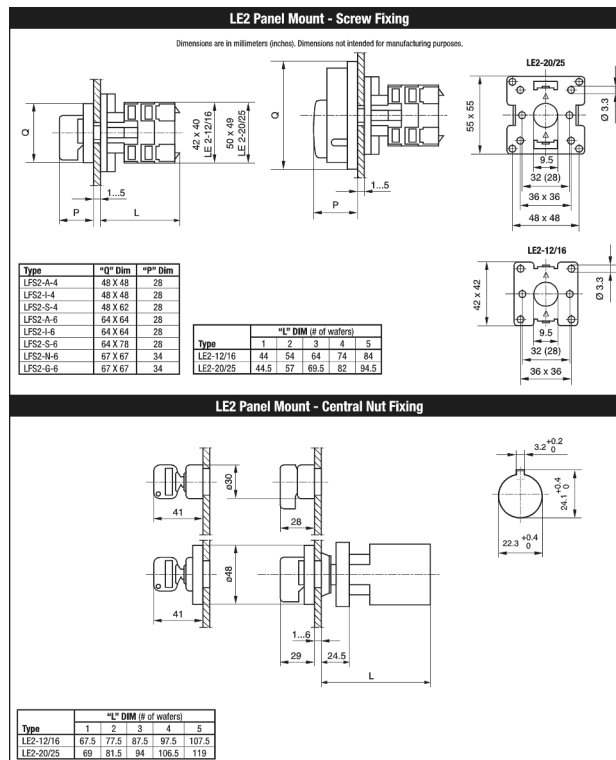 LE2 Panel Mount - Screw Fixing
Dimensions are in millimeters (inches). Dimensions not intended for manufacturing purposes.
LE2-20/25
Q
42 x 40
LE 2-12/16
50 x 49
LE 2-20/25
1...5
P
L
Q
1...5
P
55 x 55
Ø 3.3
9.5
32 (28)
36 x 36
48 x 48
LE2-12/16
42 x 42
Ø 3.3
9.5
32 (28)
36 x 36
Type "Q" Dim "P" Dim
LFS2-A-4 48 X 48 28
LFS2-I-4 48 X 48 28
LFS2-S-4 48 X 62 28
LFS2-A-6 64 X 64 28
LFS2-I-6 64 X 64 28
LFS2-S-6 64 X 78 28
LFS2-N-6 67 X 67 34
LFS2-G-6 67 X 67 34
"L" DIM (# of wafers)
Type 1 2 3 4 5
LE2-12/16 44 54 64 74 84
LE2-20/25 44.5 57 69.5 82 94.5
LE2 Panel Mount - Central Nut Fixing
41
ø30
28
3.2 +0.2 0
24.1 +0.4 0
22.3 +0.4 0
41
ø48
1...6
29
24.5
L
"L" DIM (# of wafers)
Type 1 2 3 4 5
LE2-12/16 67.5 77.5 87.5 97.5 107.5
LE2-20/25 69 81.5 94 106.5 119